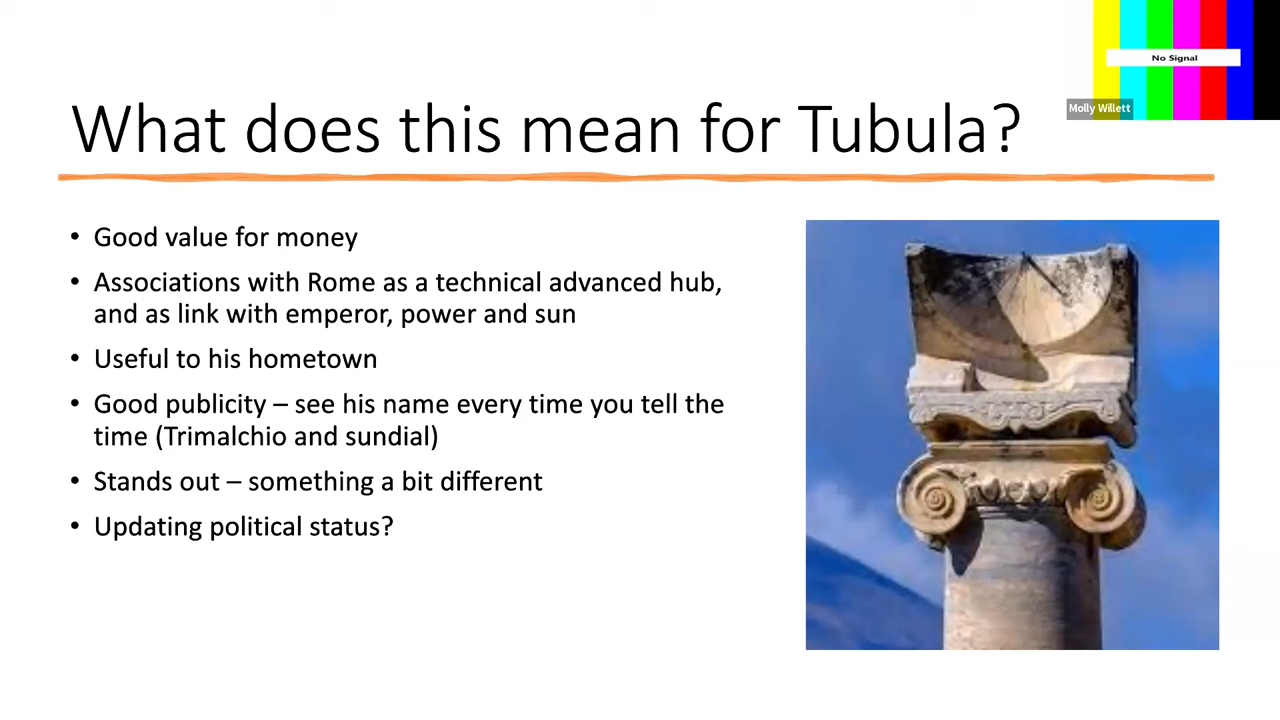 No Signal
Molly Willett
What does this mean for Tubula?
• Good value for money
• Associations with Rome as a technical advanced hub,
and as link with emperor, power and sun
• Useful to his hometown
• Good publicity – see his name every time you tell the
time (Trimalchio and sundial)
• Stands out – something a bit different
• Updating political status?